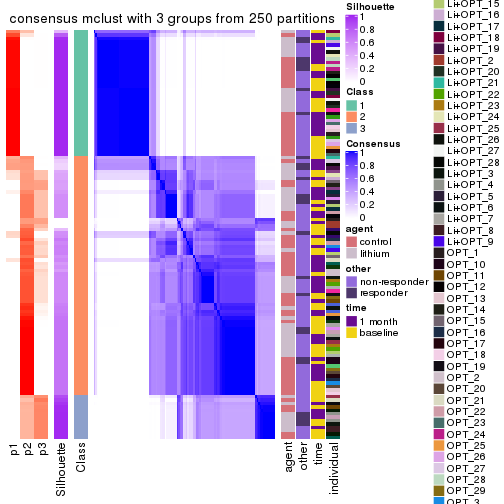 consensus mclust with 3 groups from 250 partitions
p1
p2
p3
Silhouette
Class
agent
other
time
individual
Silhouette
1
0.8
0.6
0.4
0.2
0
Class
1
2
3
Consensus
1
0.8
0.6
0.4
0.2
0
agent
control
lithium
other
non-responder
responder
time
1 month
baseline
Li+OPT_15
Li+OPT_16
Li+OPT_17
Li+OPT_18
Li+OPT_19
Li+OPT_2
Li+OPT_20
Li+OPT_21
Li+OPT_22
Li+OPT_23
Li+OPT_24
Li+OPT_25
Li+OPT_26
Li+OPT_27
Li+OPT_28
Li+OPT_3
Li+OPT_4
Li+OPT_5
Li+OPT_6
Li+OPT_7
Li+OPT_8
Li+OPT_9
OPT_1
OPT_10
OPT_11
OPT_12
OPT_13
OPT_14
OPT_15
OPT_16
OPT_17
OPT_18
OPT_19
OPT_2
OPT_20
OPT_21
OPT_22
OPT_23
OPT_24
OPT_25
OPT_26
OPT_27
OPT_28
OPT_29
OPT_3